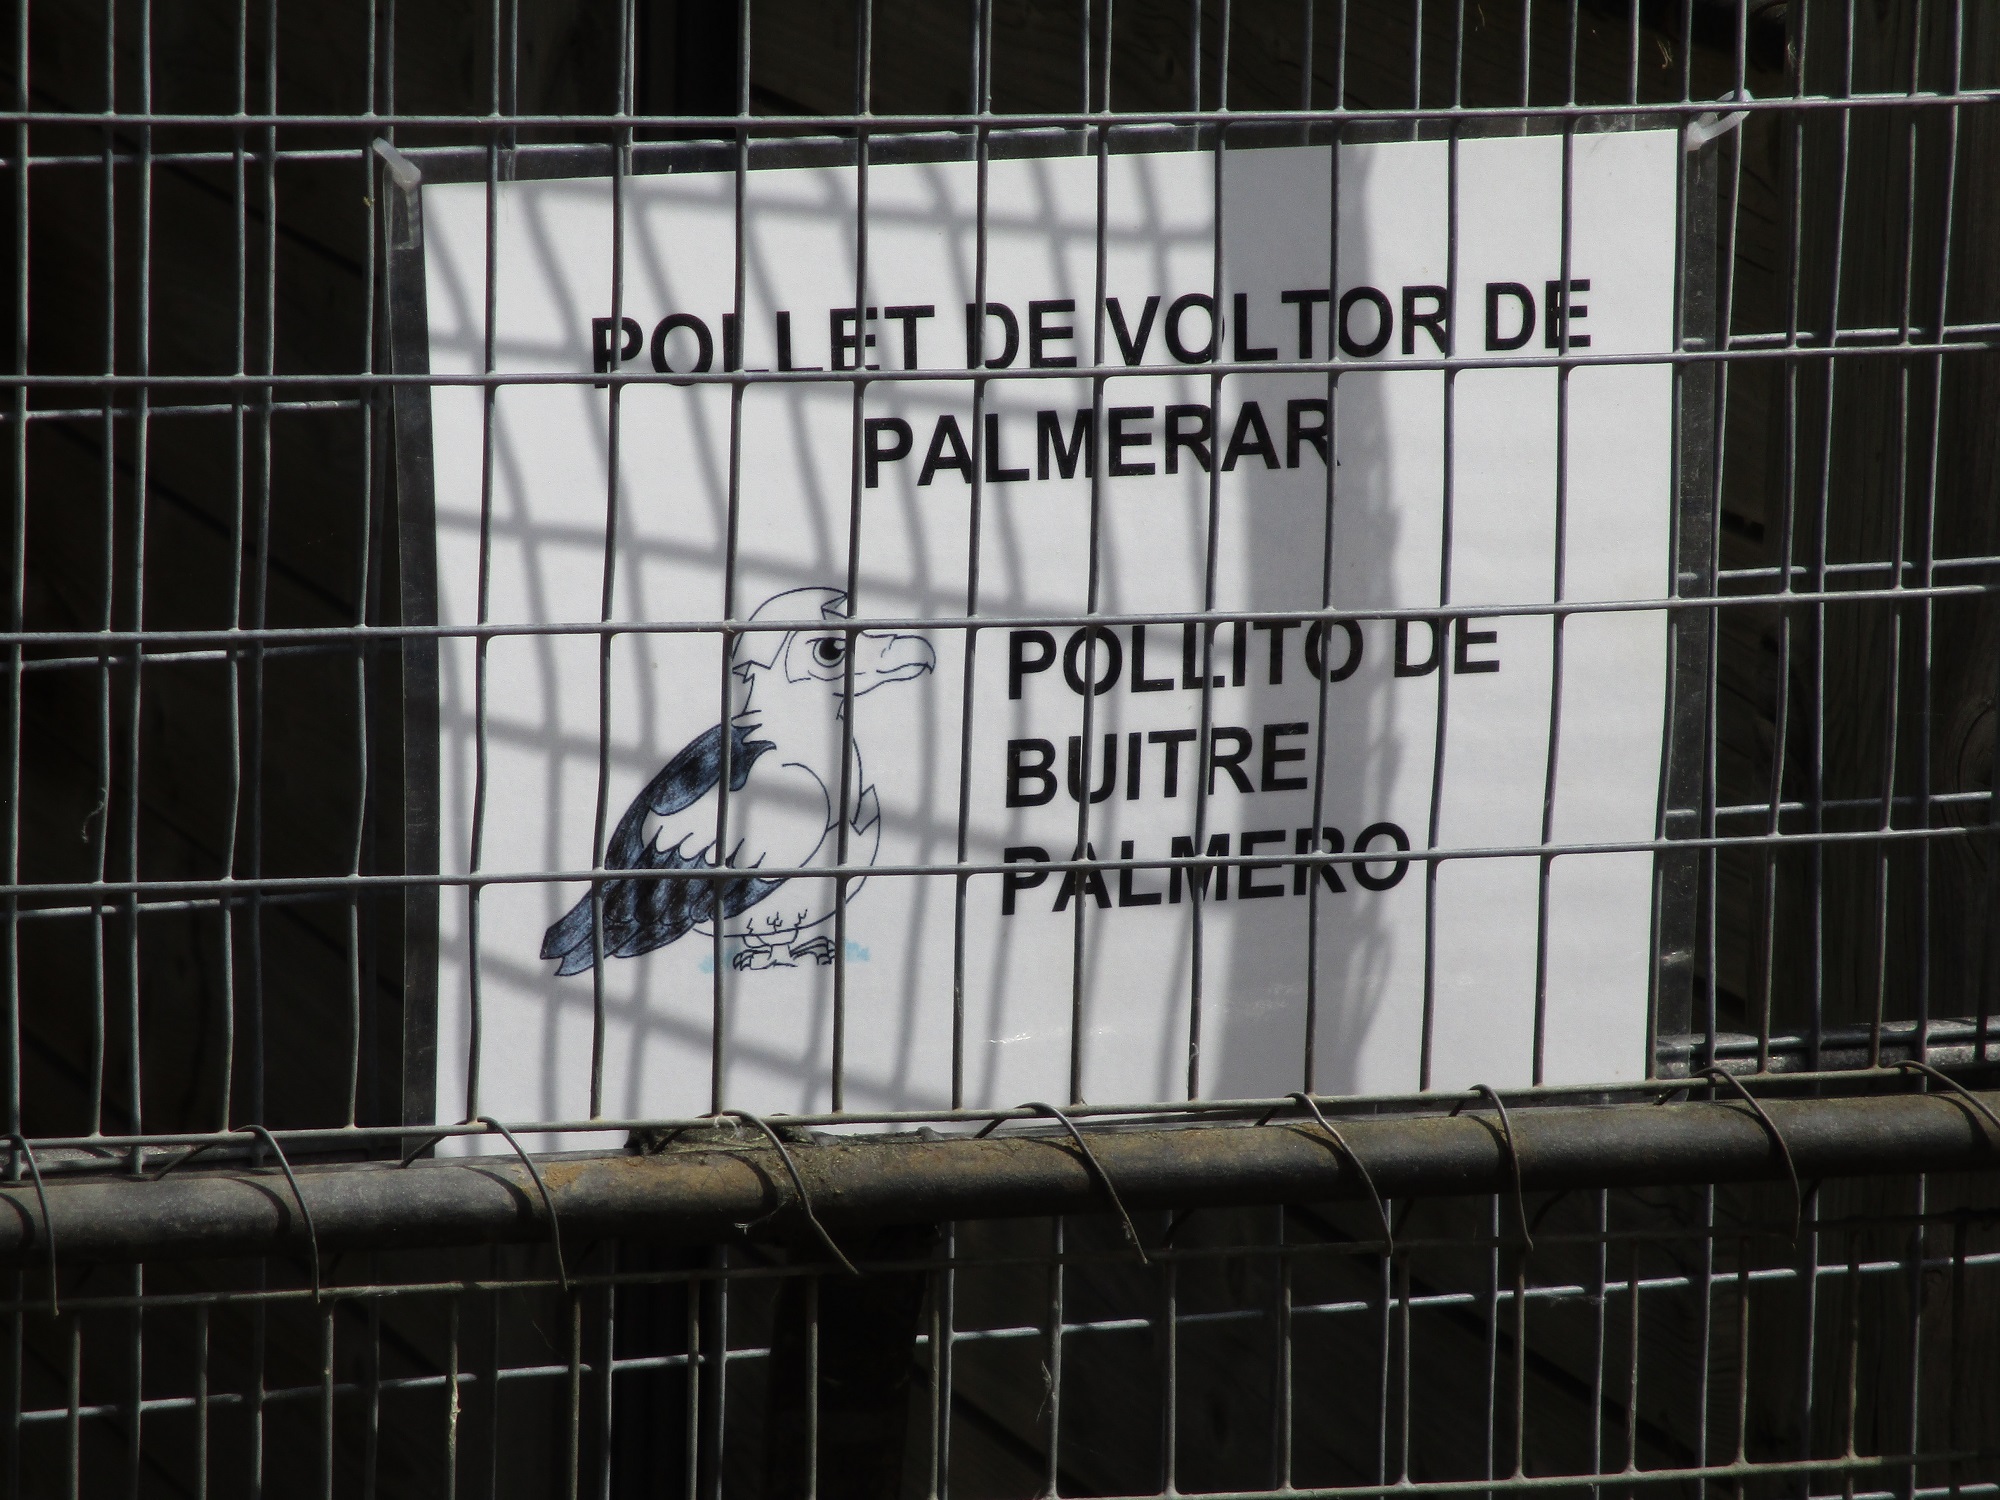 POLLET DE VOLTOR DE
PALMERAR
POLLITO DE
BUITRE
PALMERO